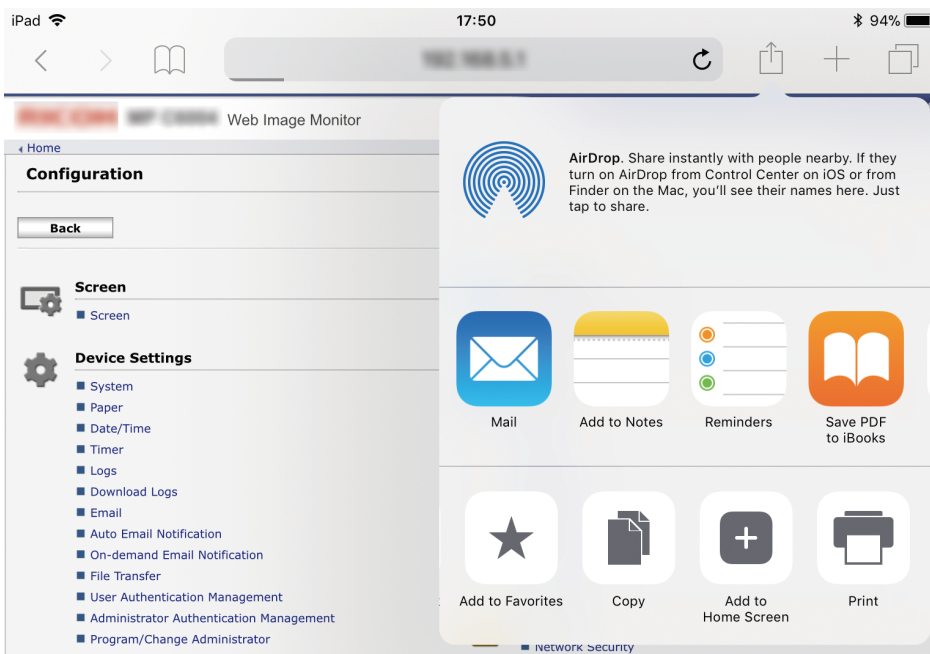 iPad
17:50
94%
Web Image Monitor
Home
Configuration
Back
Screen
Screen
Device Settings
System
Paper
Date/Time
Timer
Logs
Download Logs
Email
Auto Email Notification
On-demand Email Notification
File Transfer
User Authentication Management
Administrator Authentication Management
Program/Change Administrator
AirDrop. Share instantly with people nearby. If they
turn on AirDrop from Control Center on iOS or from
Finder on the Mac, you'll see their names here. Just
tap to share.
Mail
Add to Notes
Reminders
Save PDF
to iBooks
Add to Favorites
Copy
Add to
Home Screen
Print
Network Security